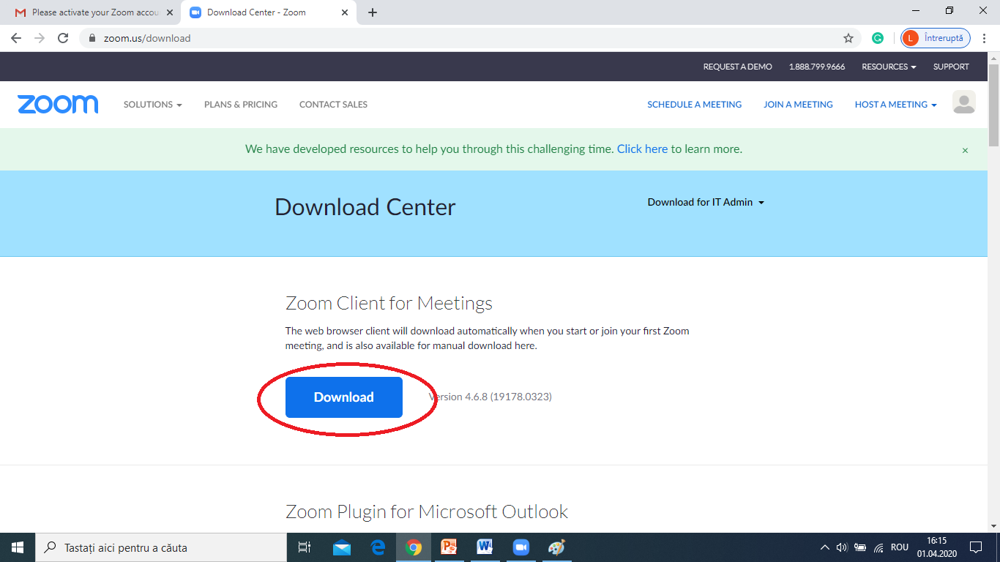 Please activate your Zoom accou
Download Center - Zoom
zoom.us/download
L
Întreruptă
REQUEST A DEMO 1.888.799.9666 RESOURCES SUPPORT
zoom SOLUTIONS PLANS & PRICING CONTACT SALES SCHEDULE A MEETING JOIN A MEETING HOST A MEETING
We have developed resources to help you through this challenging time. Click here to learn more. ×
Download Center
Download for IT Admin
Zoom Client for Meetings
The web browser client will download automatically when you start or join your first Zoom
meeting, and is also available for manual download here.
Download
Version 4.6.8 (19178.0323)
Zoom Plugin for Microsoft Outlook
Tastați aici pentru a căuta
ROU
16:15
01.04.2020